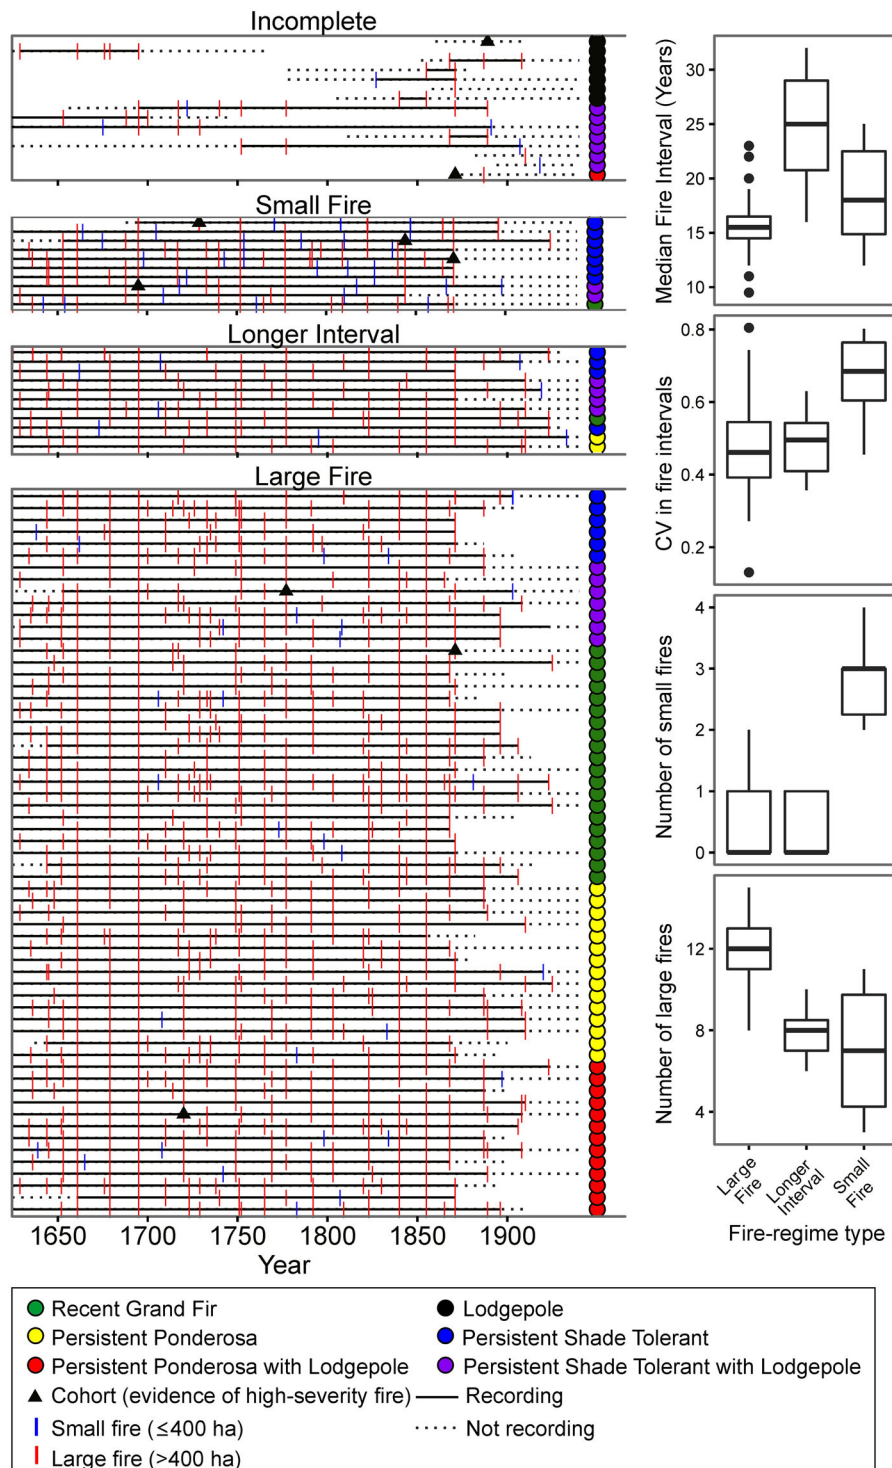 Incomplete
Small Fire
Longer Interval
Large Fire
1650 1700 1750 1800 1850 1900
Year
Median Fire Interval (Years)
30
25
20
15
10
CV in fire intervals
0.8
0.6
0.4
0.2
Number of small fires
4
3
2
1
0
Number of large fires
12
8
4
Large Fire
Longer Interval
Small Fire
Fire-regime type
Recent Grand Fir
Persistent Ponderosa
Persistent Ponderosa with Lodgepole
Cohort (evidence of high-severity fire)
Small fire (≤400 ha)
Large fire (>400 ha)
Lodgepole
Persistent Shade Tolerant
Persistent Shade Tolerant with Lodgepole
Recording
Not recording